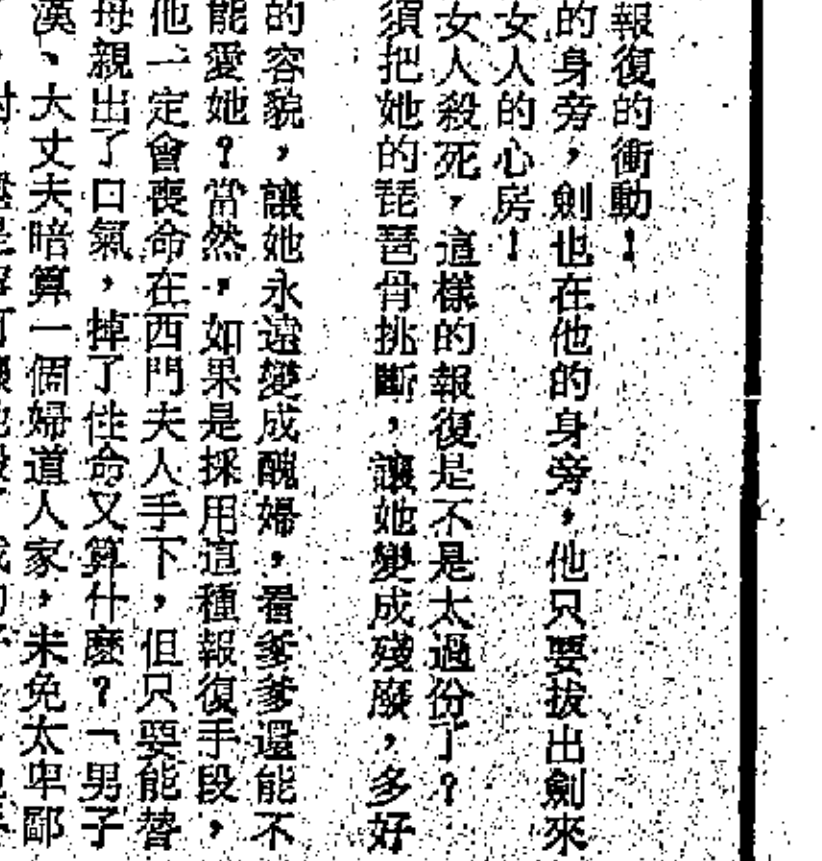 報復的衝動!
的身旁,劍也在他的身旁,他只要拔出劍來
女人的心房!
女人殺死,這樣的報復是不是太過份了?
須把她的琵琶骨挑斷,讓她變成殘廢,多好
的容貌,讓她永遠變成醜婦,看爹爹還能不
能愛她?當然,如果是採用這種報復手段,
他一定會喪命在西門夫人手下,但只要能替
母親出了口氣,掉了性命又算什麼?「男子
漢、大丈夫暗算一個婦道人家,未免太卑鄙